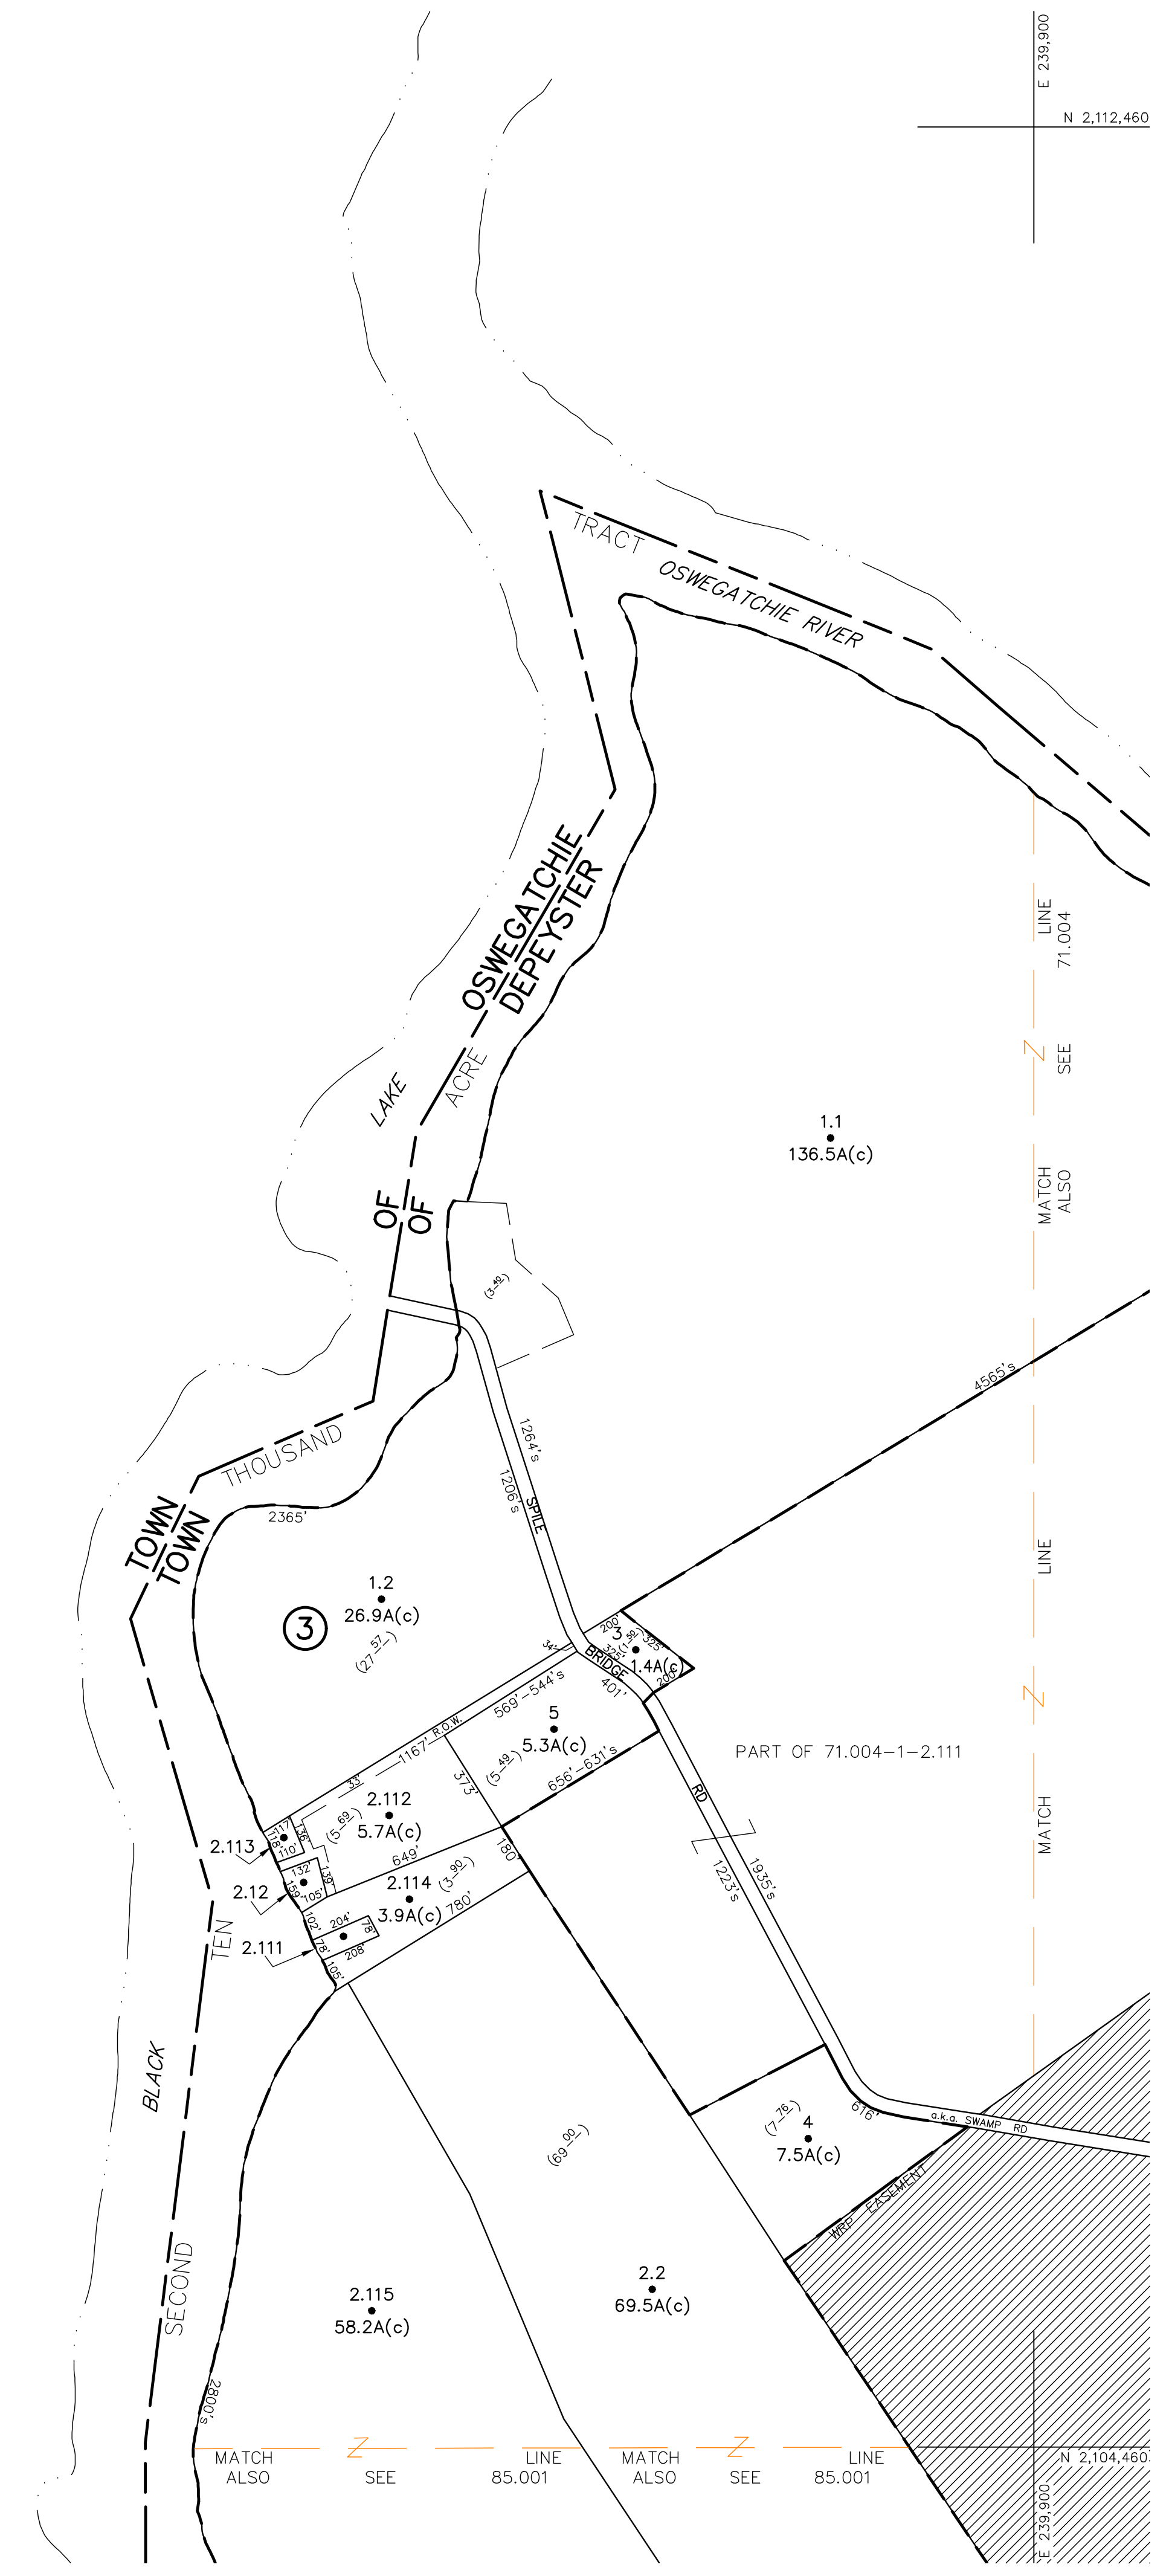 E 239,900
N 2,112,460
TRACT
OSWEGATCHIE RIVER
OSWEGATCHIE
DEPEYSTER
LINE
71.004
SEE
ACRE
LAKE
1.1
136.5A(c)
MATCH
ALSO
OF
OF
(3 40)
4565's
1264's
1206's
SPILE
THOUSAND
2365'
TOWN
TOWN
LINE
1.2
26.9A(c)
(27 57)
3
200'
3
325'
325'
(1 50)
1.4A(c)
200'
34'
BRIDGE
401'
569'-544's
R.O.W.
1167'
33'
5
5.3A(c)
(5 49)
656'-631's
373'
PART OF 71.004-1-2.111
RD
MATCH
2.112
5.7A(c)
(5 69)
117'
118'
110'
136'
2.113
649'
180'
132'
139'
159'
105'
2.12
2.114
3.9A(c)
(3 90)
780'
1935's
1223's
102'
204'
78'
78'
208'
105'
2.111
TEN
BLACK
616'
a.k.a. SWAMP RD
(7 76)
4
7.5A(c)
(69 00)
WRP EASEMENT
SECOND
2.2
69.5A(c)
2.115
58.2A(c)
2800's
MATCH LINE MATCH LINE
ALSO SEE 85.001 ALSO SEE 85.001
N 2,104,460
E 239,900